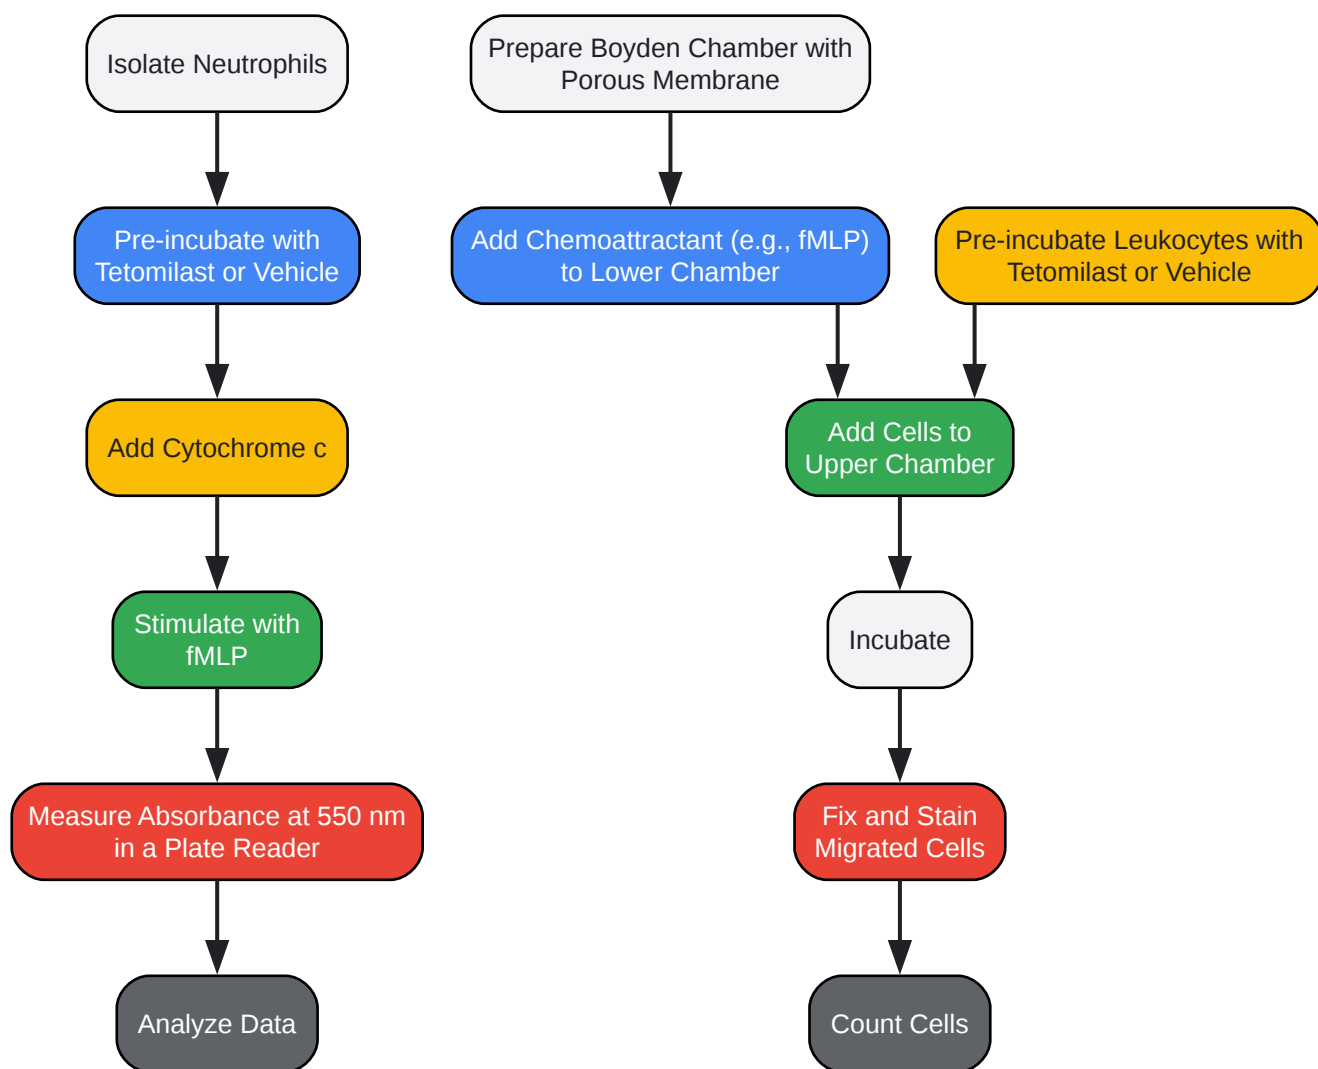 Isolate Neutrophils
Pre-incubate with
Tetomilast or Vehicle
Add Cytochrome c
Stimulate with
fMLP
Measure Absorbance at 550 nm
in a Plate Reader
Analyze Data
Prepare Boyden Chamber with
Porous Membrane
Add Chemoattractant (e.g., fMLP)
to Lower Chamber
Pre-incubate Leukocytes with
Tetomilast or Vehicle
Add Cells to
Upper Chamber
Incubate
Fix and Stain
Migrated Cells
Count Cells